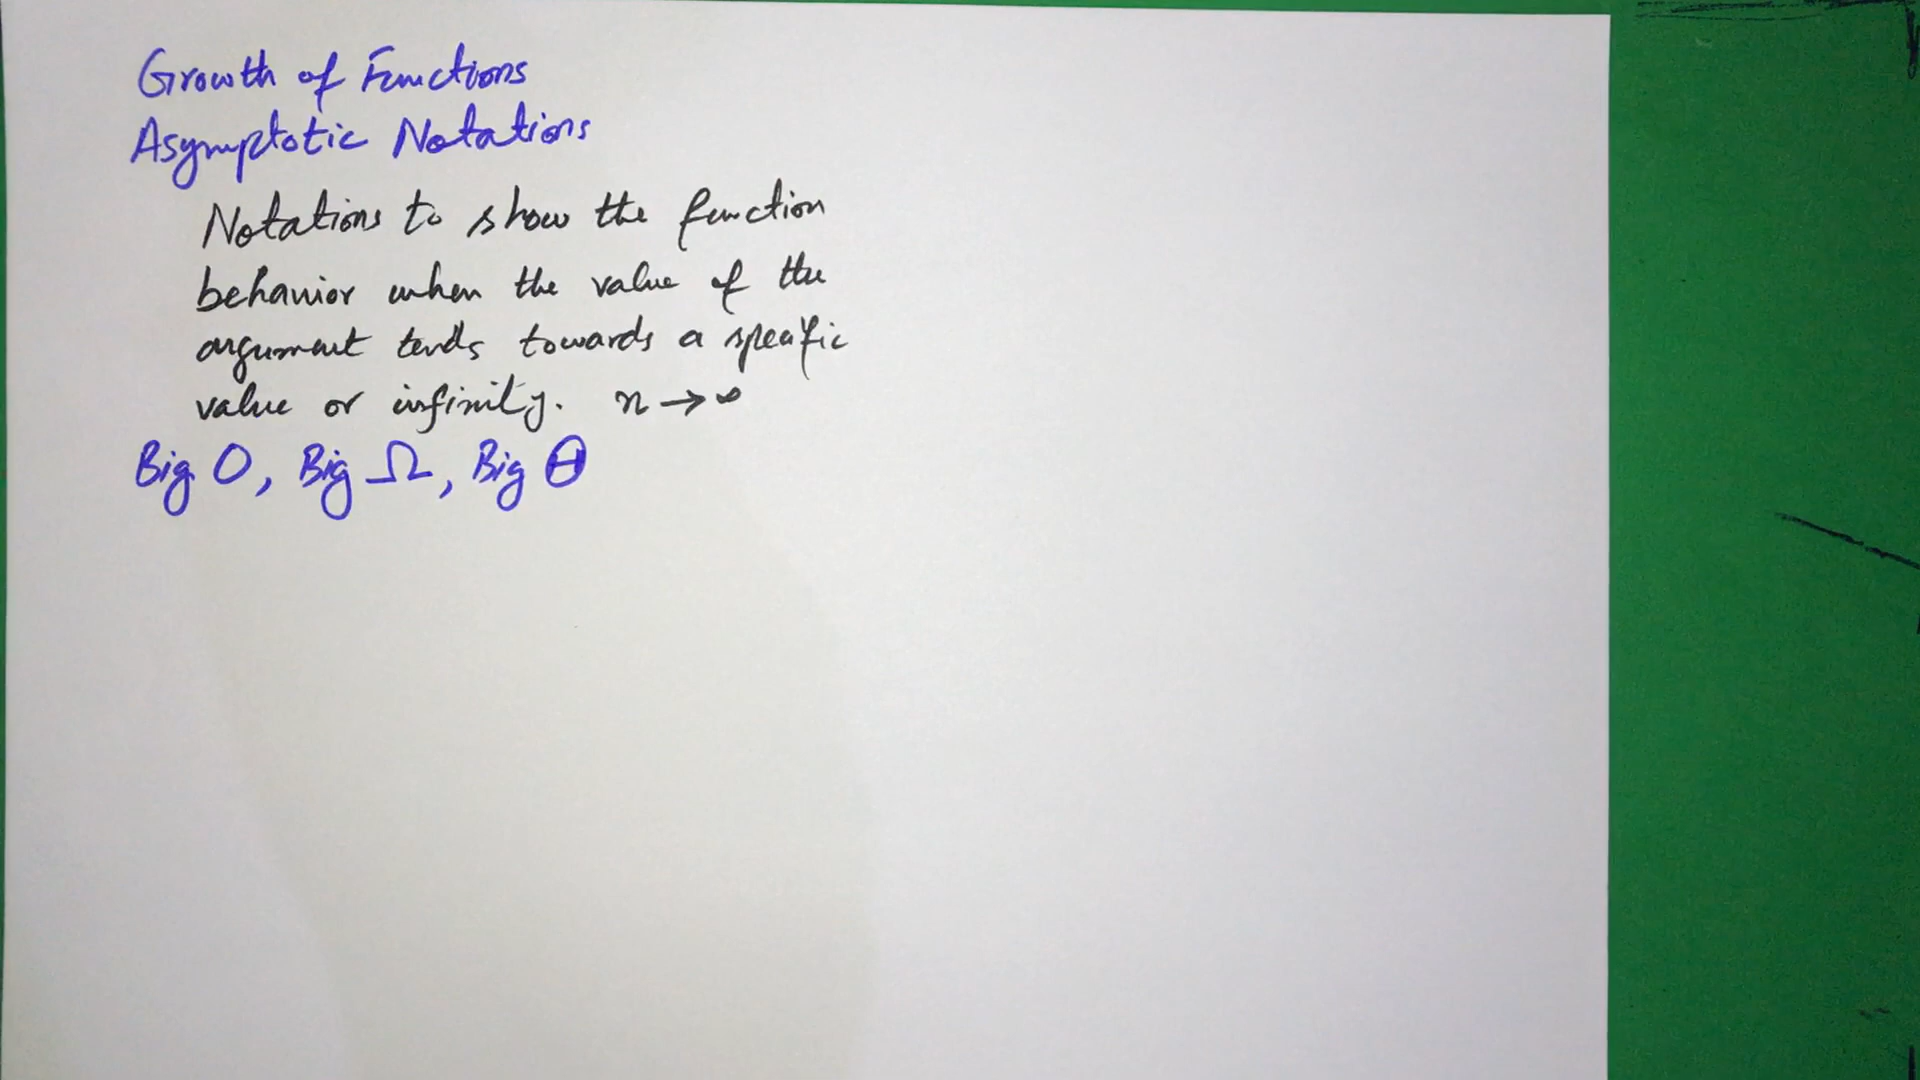 Growth of Functions
Asymptotic Notations
Notations to show the function
behavior when the value of the
argument tends towards a specific
value or infinity. n → ∞
Big O, Big Ω, Big Θ